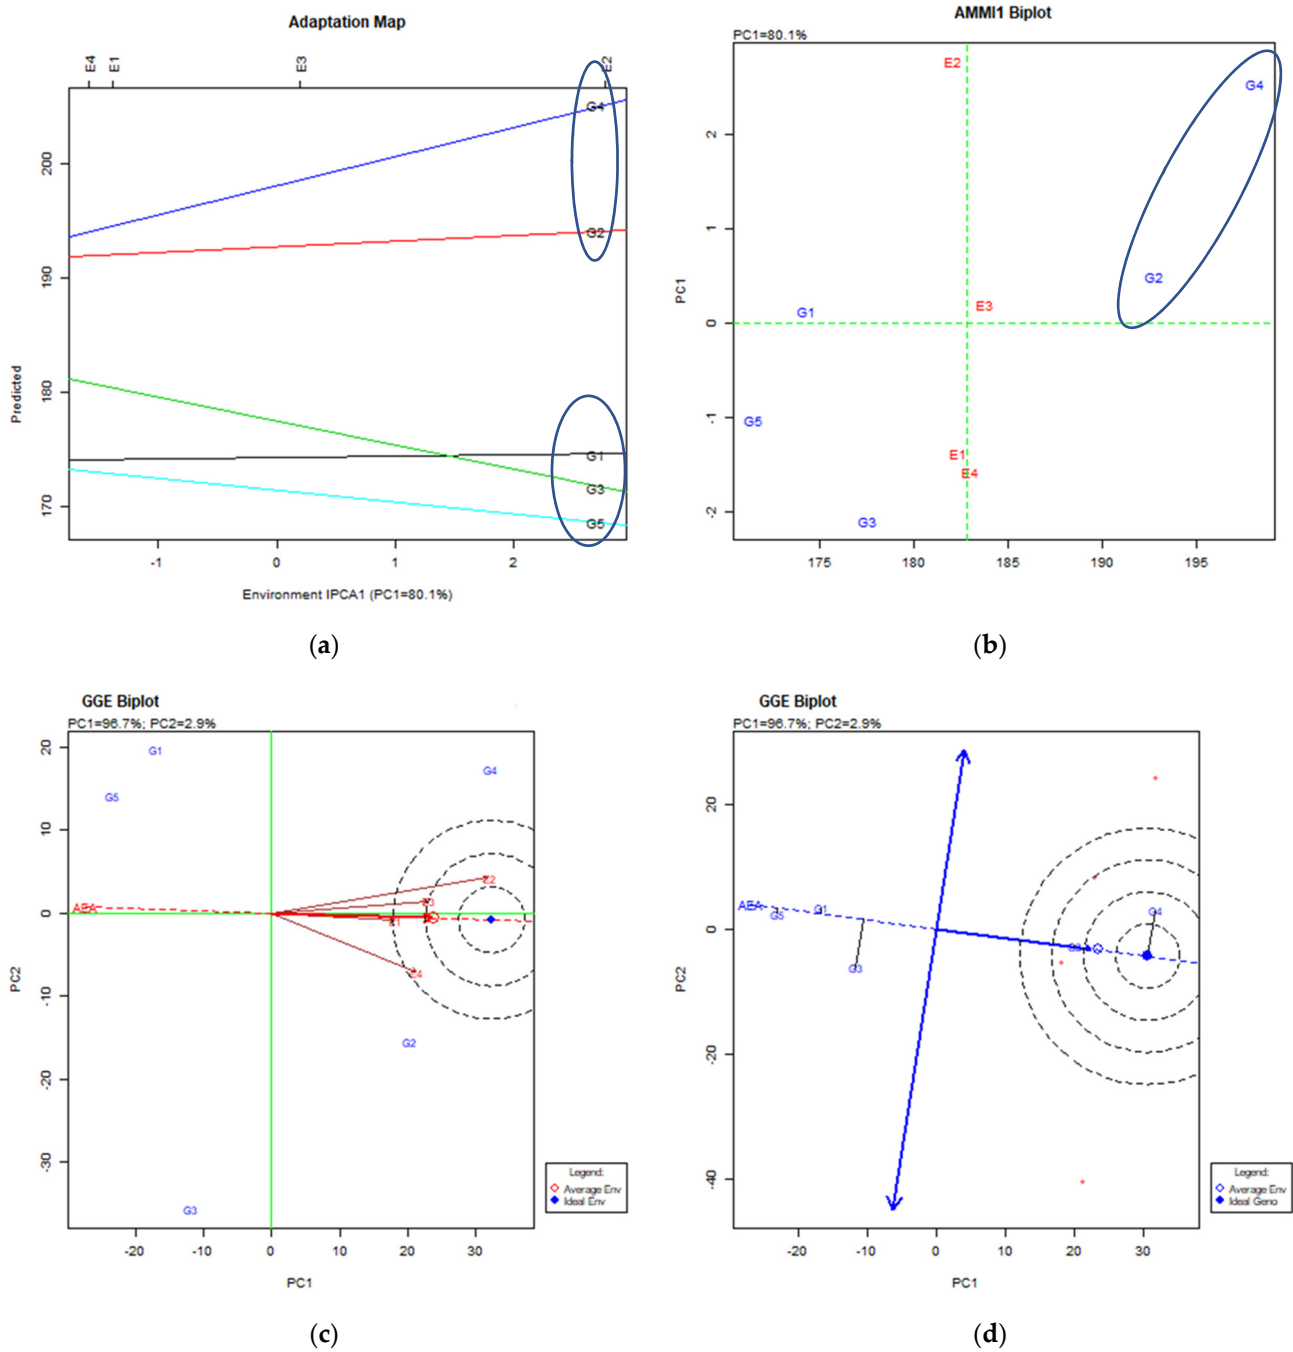 Adaptation Map
E4 E1 E3 E2
G4
G2
G1
G3
G5
200
190
180
170
Predicted
-1 0 1 2
Environment IPCA1 (PC1=80.1%)
(a)
AMMI1 Biplot
PC1=80.1%
E2
G4
G2
E3
G1
G5
E1
E4
G3
2
1
0
-1
-2
PC1
175 180 185 190 195
(b)
GGE Biplot
PC1=96.7%; PC2=2.9%
G1
G4
G5
E2
E3
AEA
E1
E4
G2
G3
20
10
0
-10
-20
-30
PC2
-20 -10 0 10 20 30
PC1
Legend:
Average Env
Ideal Env
(c)
GGE Biplot
PC1=96.7%; PC2=2.9%
AEA
G5
G1
G4
G2
G3
20
0
-20
-40
PC2
-20 -10 0 10 20 30
PC1
Legend:
Average Env
Ideal Geno
(d)